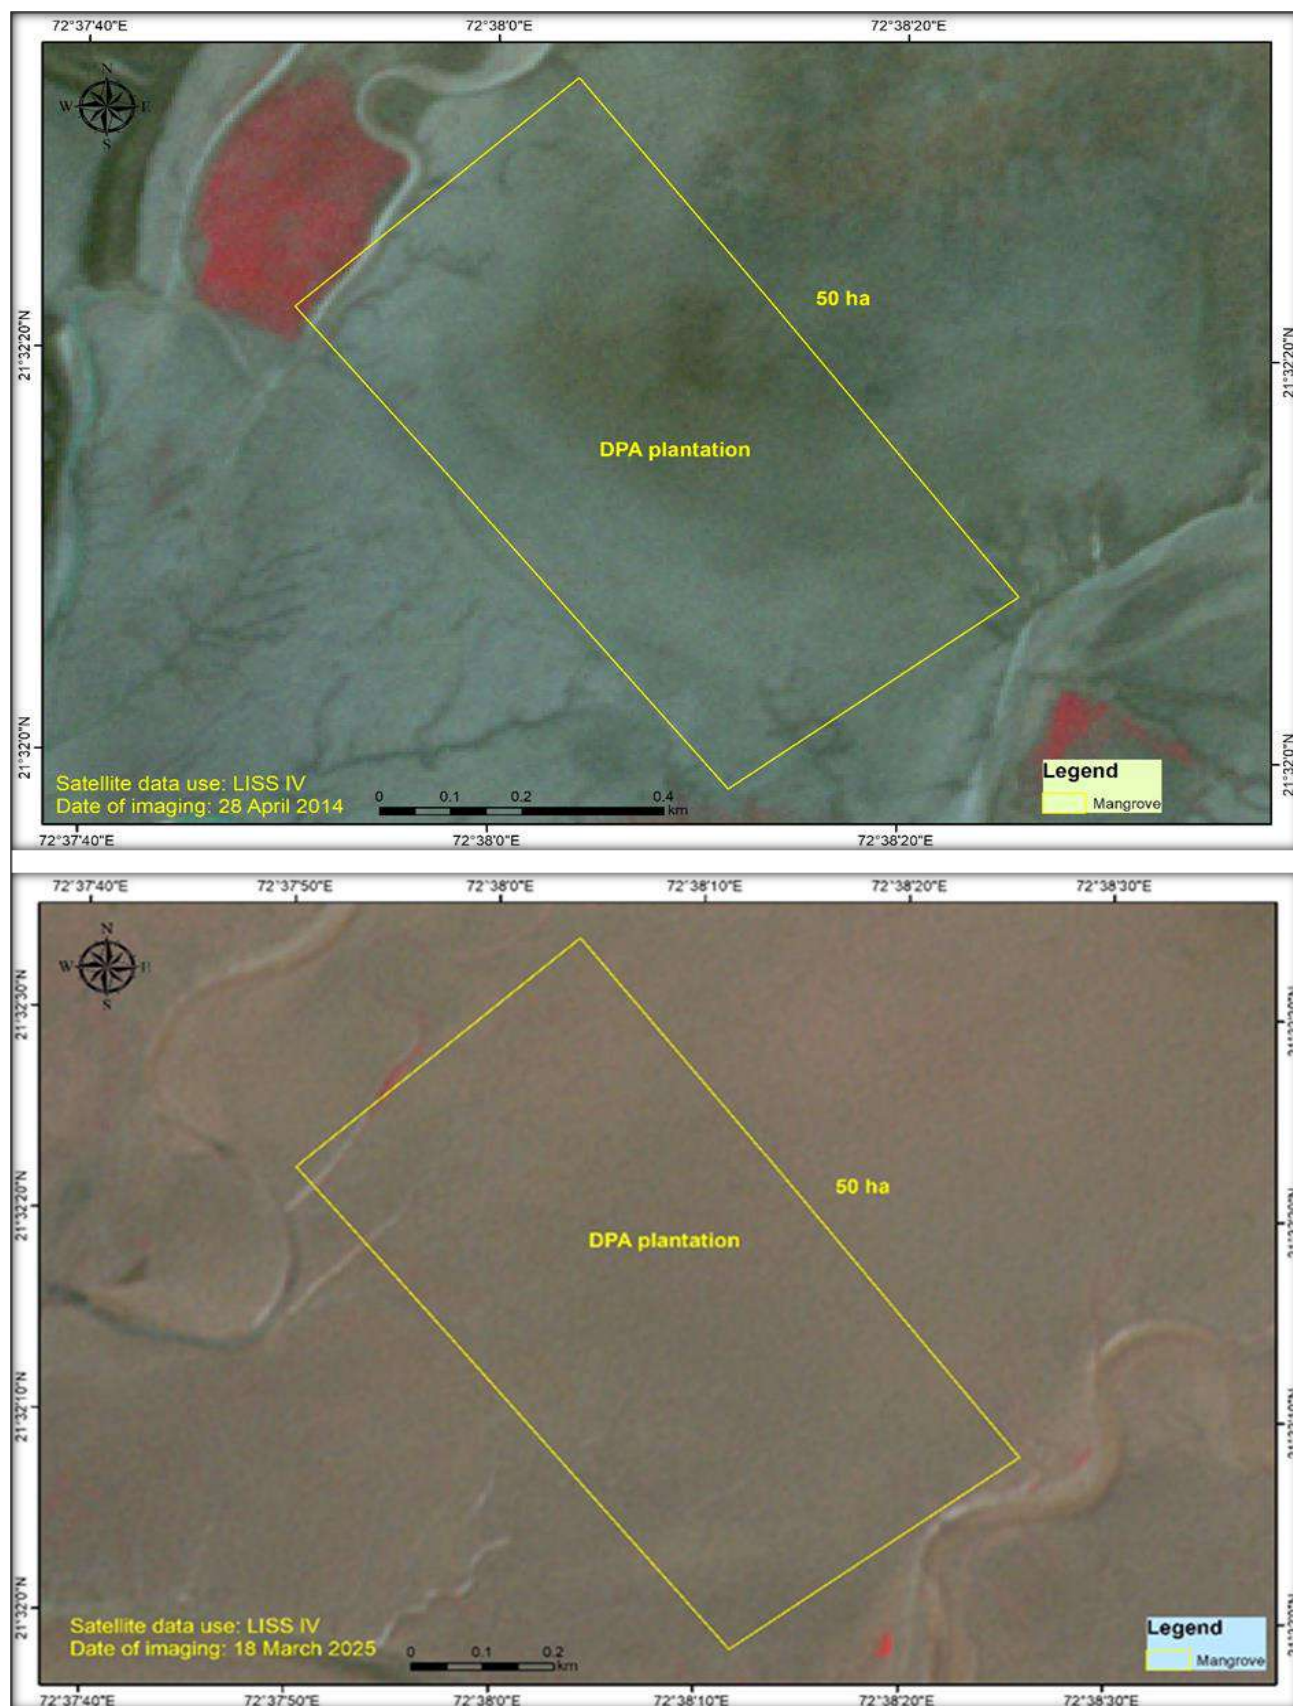 72°37'40"E 72°38'0"E 72°38'20"E
N
W E
S
50 ha
21°32'20"N 21°32'20"N
DPA plantation
21°32'0"N 21°32'0"N
Satellite data use: LISS IV
Date of imaging: 28 April 2014
0 0.1 0.2 0.4
km
Legend
Mangrove
72°37'40"E 72°38'0"E 72°38'20"E
72°37'40"E 72°37'50"E 72°38'0"E 72°38'10"E 72°38'20"E 72°38'30"E
N
W E
S
21°32'30"N
50 ha
21°32'20"N
DPA plantation
21°32'10"N
21°32'0"N
Satellite data use: LISS IV
Date of imaging: 18 March 2025
0 0.1 0.2
km
Legend
Mangrove
72°37'40"E 72°37'50"E 72°38'0"E 72°38'10"E 72°38'20"E 72°38'30"E